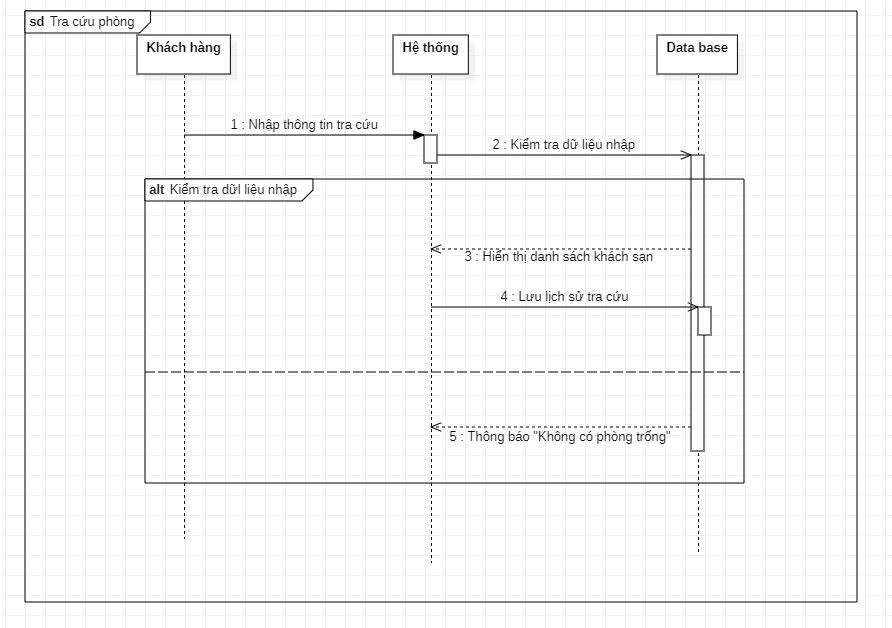 sd Tra cứu phòng
Khách hàng
Hệ thống
Data base
1 : Nhập thông tin tra cứu
2 : Kiểm tra dữ liệu nhập
alt Kiểm tra dữl liệu nhập
3 : Hiển thị danh sách khách sạn
4 : Lưu lịch sử tra cứu
5 : Thông báo "Không có phòng trống"